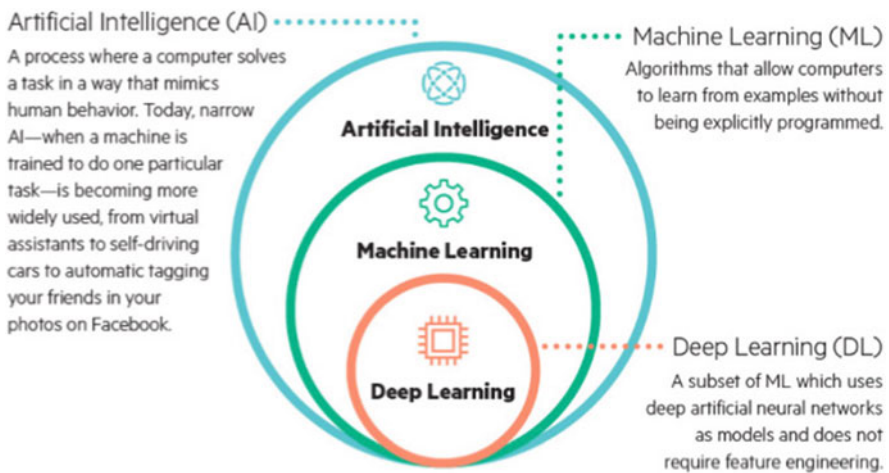 Artificial Intelligence (AI)
A process where a computer solves
a task in a way that mimics
human behavior. Today, narrow
AI—when a machine is
trained to do one particular
task—is becoming more
widely used, from virtual
assistants to self-driving
cars to automatic tagging
your friends in your
photos on Facebook.
Artificial Intelligence
Machine Learning
Deep Learning
Machine Learning (ML)
Algorithms that allow computers
to learn from examples without
being explicitly programmed.
Deep Learning (DL)
A subset of ML which uses
deep artificial neural networks
as models and does not
require feature engineering.